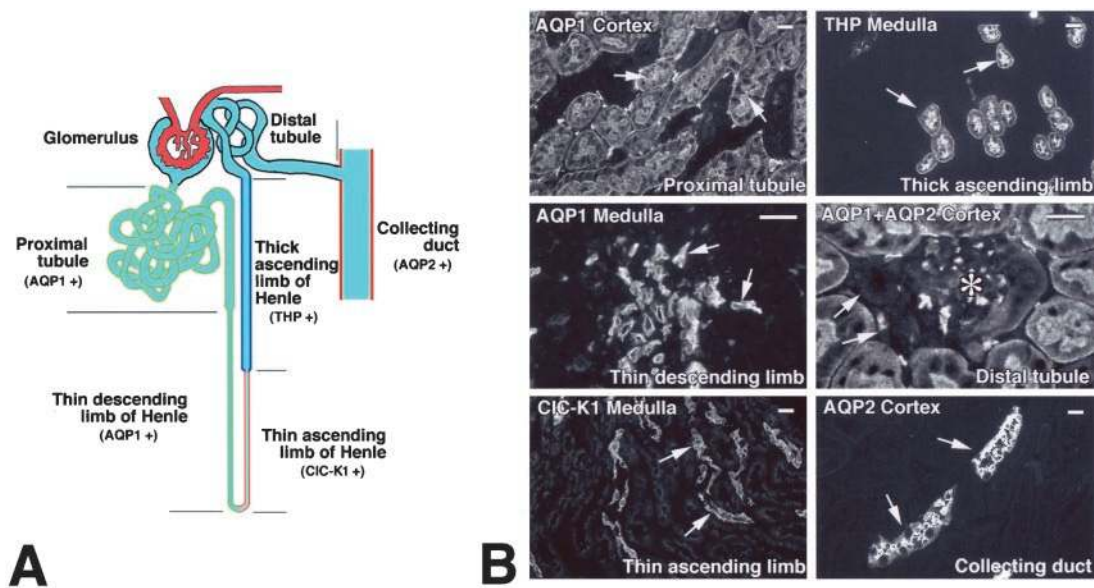 Glomerulus
Distal
tubule
Proximal
tubule
(AQP1 +)
Thick
ascending
limb of
Henle
(THP +)
Collecting
duct
(AQP2 +)
Thin descending
limb of Henle
(AQP1 +)
Thin ascending
limb of Henle
(ClC-K1 +)
A
B
AQP1 Cortex
Proximal tubule
THP Medulla
Thick ascending limb
AQP1 Medulla
Thin descending limb
AQP1+AQP2 Cortex
*
Distal tubule
ClC-K1 Medulla
Thin ascending limb
AQP2 Cortex
Collecting duct